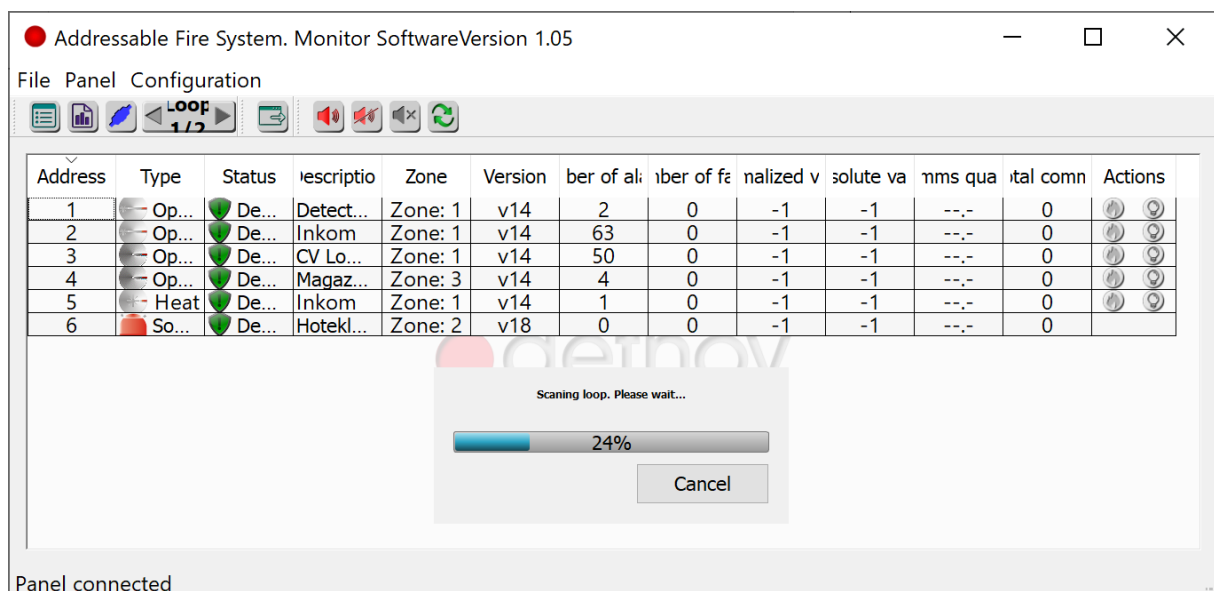 Addressable Fire System. Monitor SoftwareVersion 1.05
File Panel Configuration
Loop
1/2
Address Type Status escriptio Zone Version ber of ala ber of fa nalized v solute va mms qua tal comn Actions
1 Op... De... Detect... Zone: 1 v14 2 0 -1 -1 --.- 0
2 Op... De... Inkom Zone: 1 v14 63 0 -1 -1 --.- 0
3 Op... De... CV Lo... Zone: 1 v14 50 0 -1 -1 --.- 0
4 Op... De... Magaz... Zone: 3 v14 4 0 -1 -1 --.- 0
5 Heat De... Inkom Zone: 1 v14 1 0 -1 -1 --.- 0
6 So... De... Hotekl... Zone: 2 v18 0 0 -1 -1 --.- 0
Scaning loop. Please wait...
24%
Cancel
Panel connected